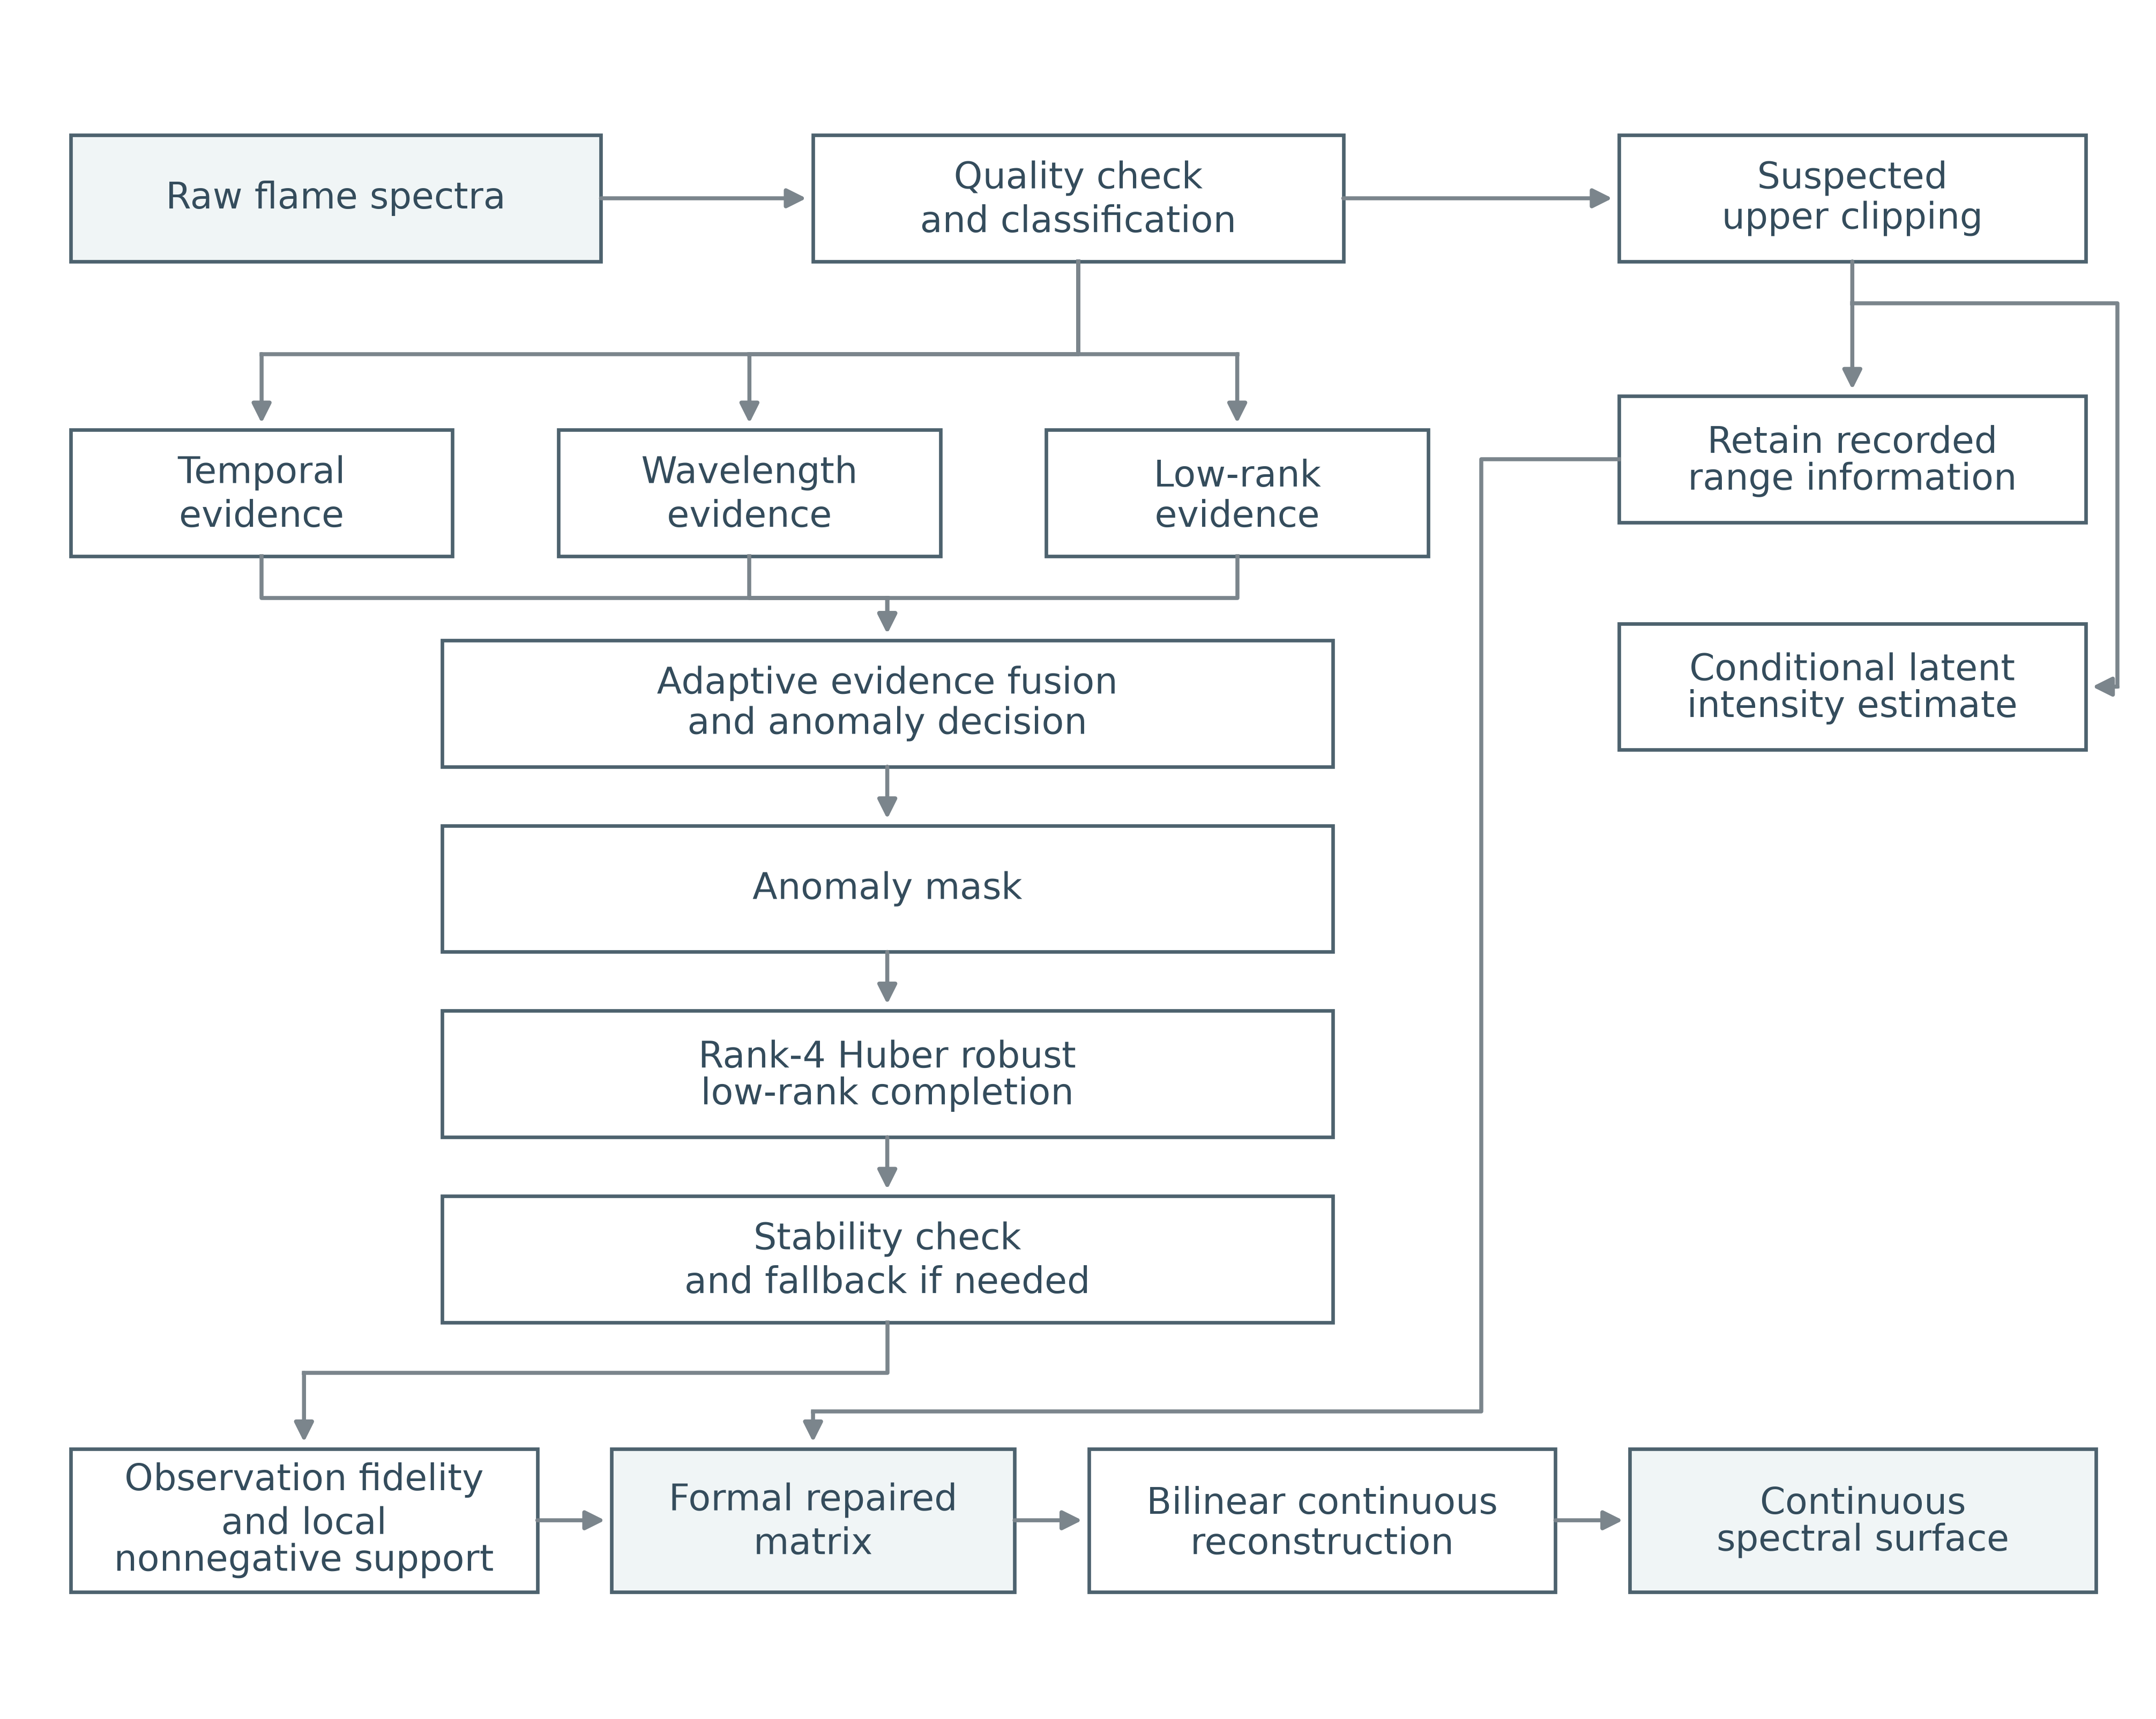 Raw flame spectra
Quality check
and classification
Suspected
upper clipping
Temporal
evidence
Wavelength
evidence
Low-rank
evidence
Retain recorded
range information
Conditional latent
intensity estimate
Adaptive evidence fusion
and anomaly decision
Anomaly mask
Rank-4 Huber robust
low-rank completion
Stability check
and fallback if needed
Observation fidelity
and local
nonnegative support
Formal repaired
matrix
Bilinear continuous
reconstruction
Continuous
spectral surface